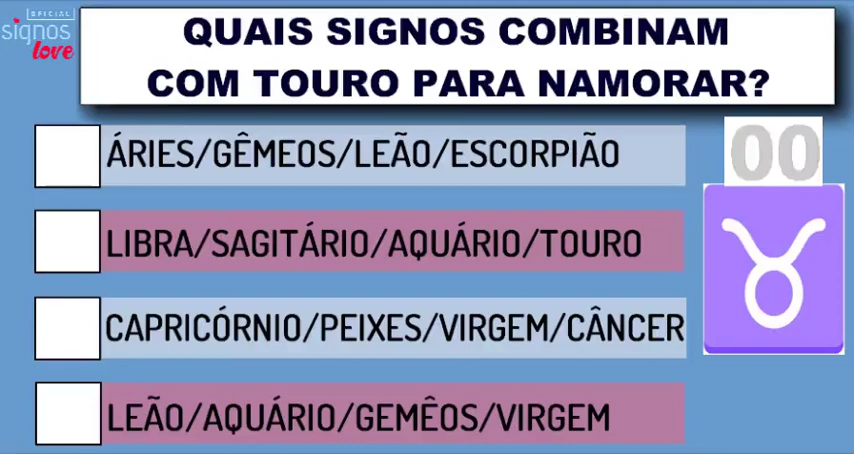 OFICIAL
signos
love
QUAIS SIGNOS COMBINAM
COM TOURO PARA NAMORAR?
ÁRIES/GÊMEOS/LEÃO/ESCORPIÃO
00
LIBRA/SAGITÁRIO/AQUÁRIO/TOURO
CAPRICÓRNIO/PEIXES/VIRGEM/CÂNCER
LEÃO/AQUÁRIO/GEMÊOS/VIRGEM